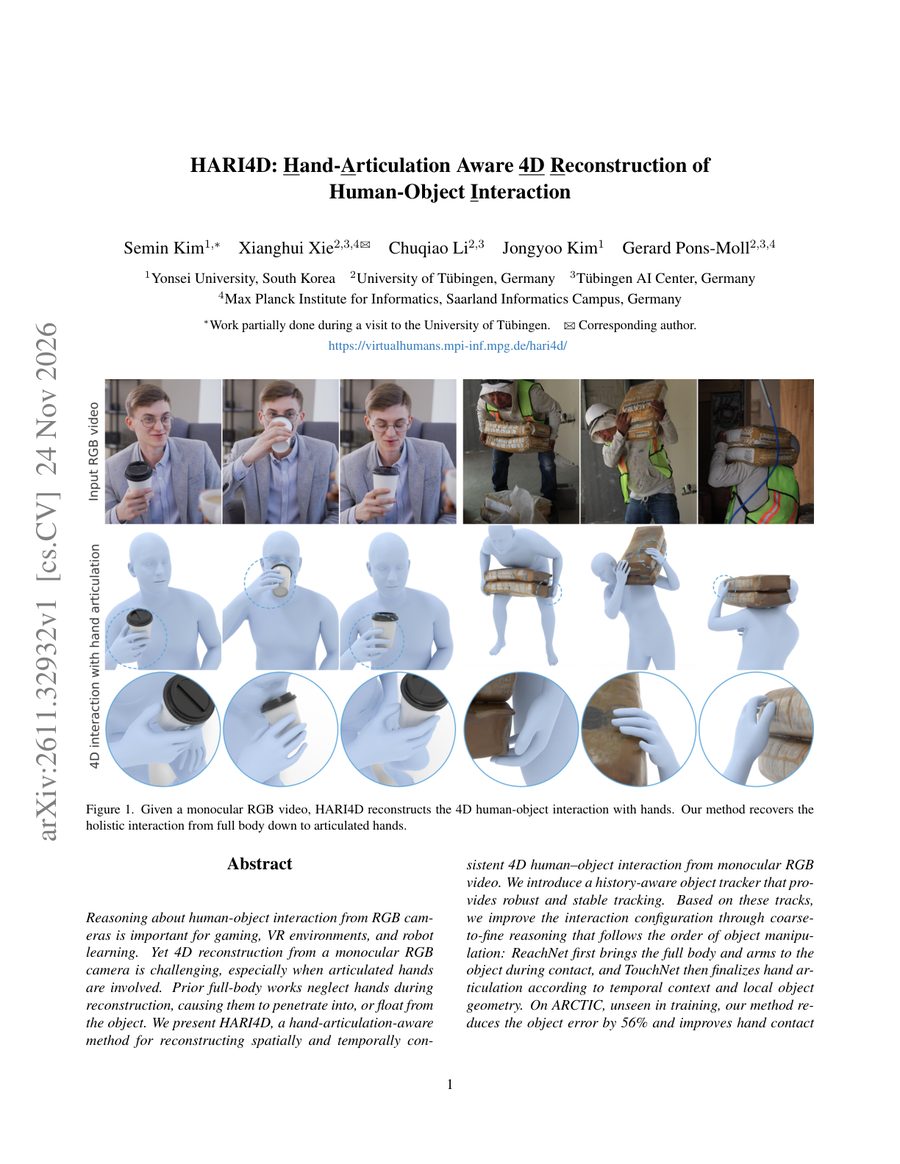 HARI4D: Hand-Articulation Aware 4D Reconstruction of
Human-Object Interaction
Semin Kim1,∗ Xianghui Xie2,3,4✉ Chuqiao Li2,3 Jongyoo Kim1 Gerard Pons-Moll2,3,4
1Yonsei University, South Korea 2University of Tübingen, Germany 3Tübingen AI Center, Germany
4Max Planck Institute for Informatics, Saarland Informatics Campus, Germany
∗Work partially done during a visit to the University of Tübingen. ✉ Corresponding author.
https://virtualhumans.mpi-inf.mpg.de/hari4d/
arXiv:2611.32932v1 [cs.CV] 24 Nov 2026
Input RGB video
4D interaction with hand articulation
Figure 1. Given a monocular RGB video, HARI4D reconstructs the 4D human-object interaction with hands. Our method recovers the
holistic interaction from full body down to articulated hands.
Abstract
Reasoning about human-object interaction from RGB cam-
eras is important for gaming, VR environments, and robot
learning. Yet 4D reconstruction from a monocular RGB
camera is challenging, especially when articulated hands
are involved. Prior full-body works neglect hands during
reconstruction, causing them to penetrate into, or float from
the object. We present HARI4D, a hand-articulation-aware
method for reconstructing spatially and temporally con-
sistent 4D human–object interaction from monocular RGB
video. We introduce a history-aware object tracker that pro-
vides robust and stable tracking. Based on these tracks,
we improve the interaction configuration through coarse-
to-fine reasoning that follows the order of object manipu-
lation: ReachNet first brings the full body and arms to the
object during contact, and TouchNet then finalizes hand ar-
ticulation according to temporal context and local object
geometry. On ARCTIC, unseen in training, our method re-
duces the object error by 56% and improves hand contact
1